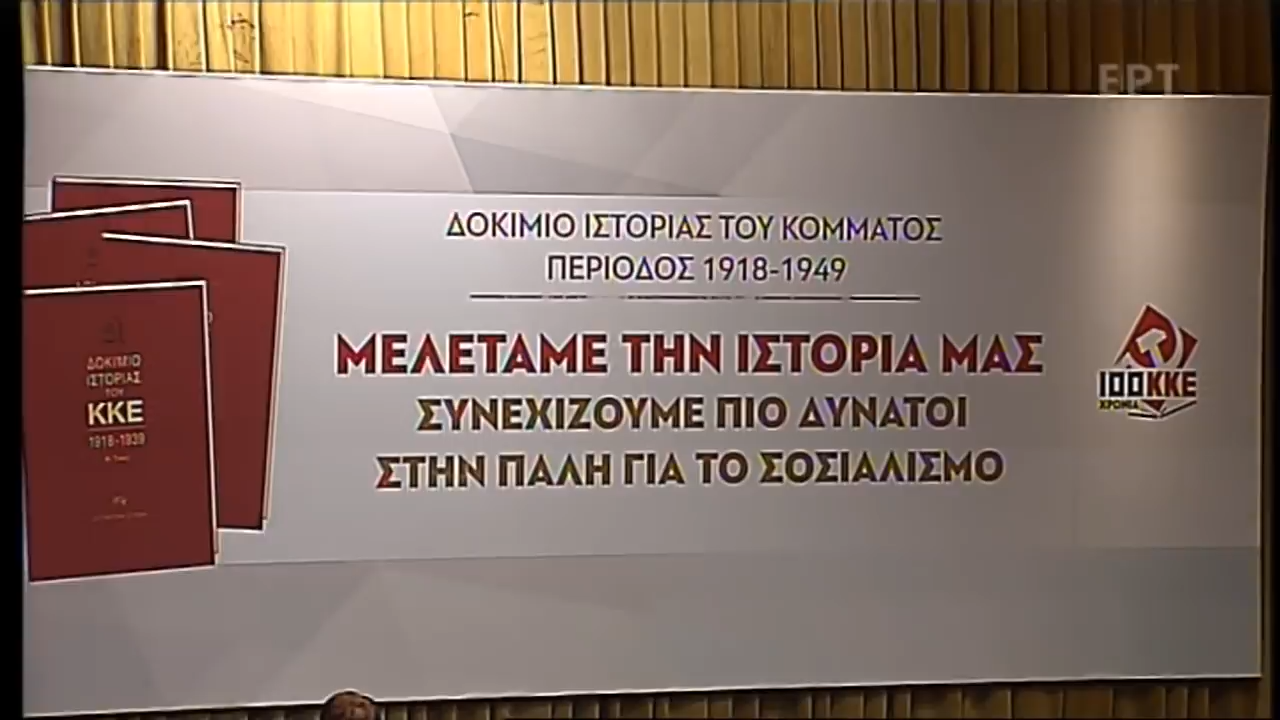 ΕΡΤ
ΔΟΚΙΜΙΟ ΙΣΤΟΡΙΑΣ ΤΟΥ ΚΟΜΜΑΤΟΣ
ΠΕΡΙΟΔΟΣ 1918-1949
ΜΕΛΕΤΑΜΕ ΤΗΝ ΙΣΤΟΡΙΑ ΜΑΣ
ΣΥΝΕΧΙΖΟΥΜΕ ΠΙΟ ΔΥΝΑΤΟΙ
ΣΤΗΝ ΠΑΛΗ ΓΙΑ ΤΟ ΣΟΣΙΑΛΙΣΜΟ
ΔΟΚΙΜΙΟ
ΙΣΤΟΡΙΑΣ
ΤΟΥ
ΚΚΕ
1918-1939
100 ΚΚΕ
ΧΡΟΝΙΑ